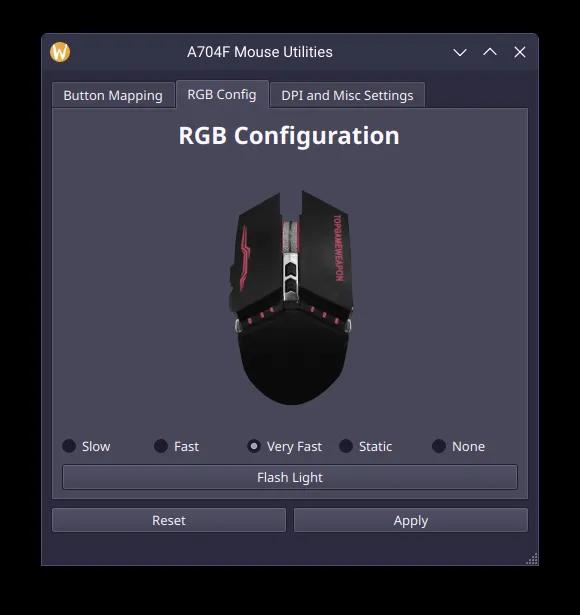 W
A704F Mouse Utilities
Button Mapping
RGB Config
DPI and Misc Settings
RGB Configuration
TOPGAMEWEAPON
Slow
Fast
Very Fast
Static
None
Flash Light
Reset
Apply